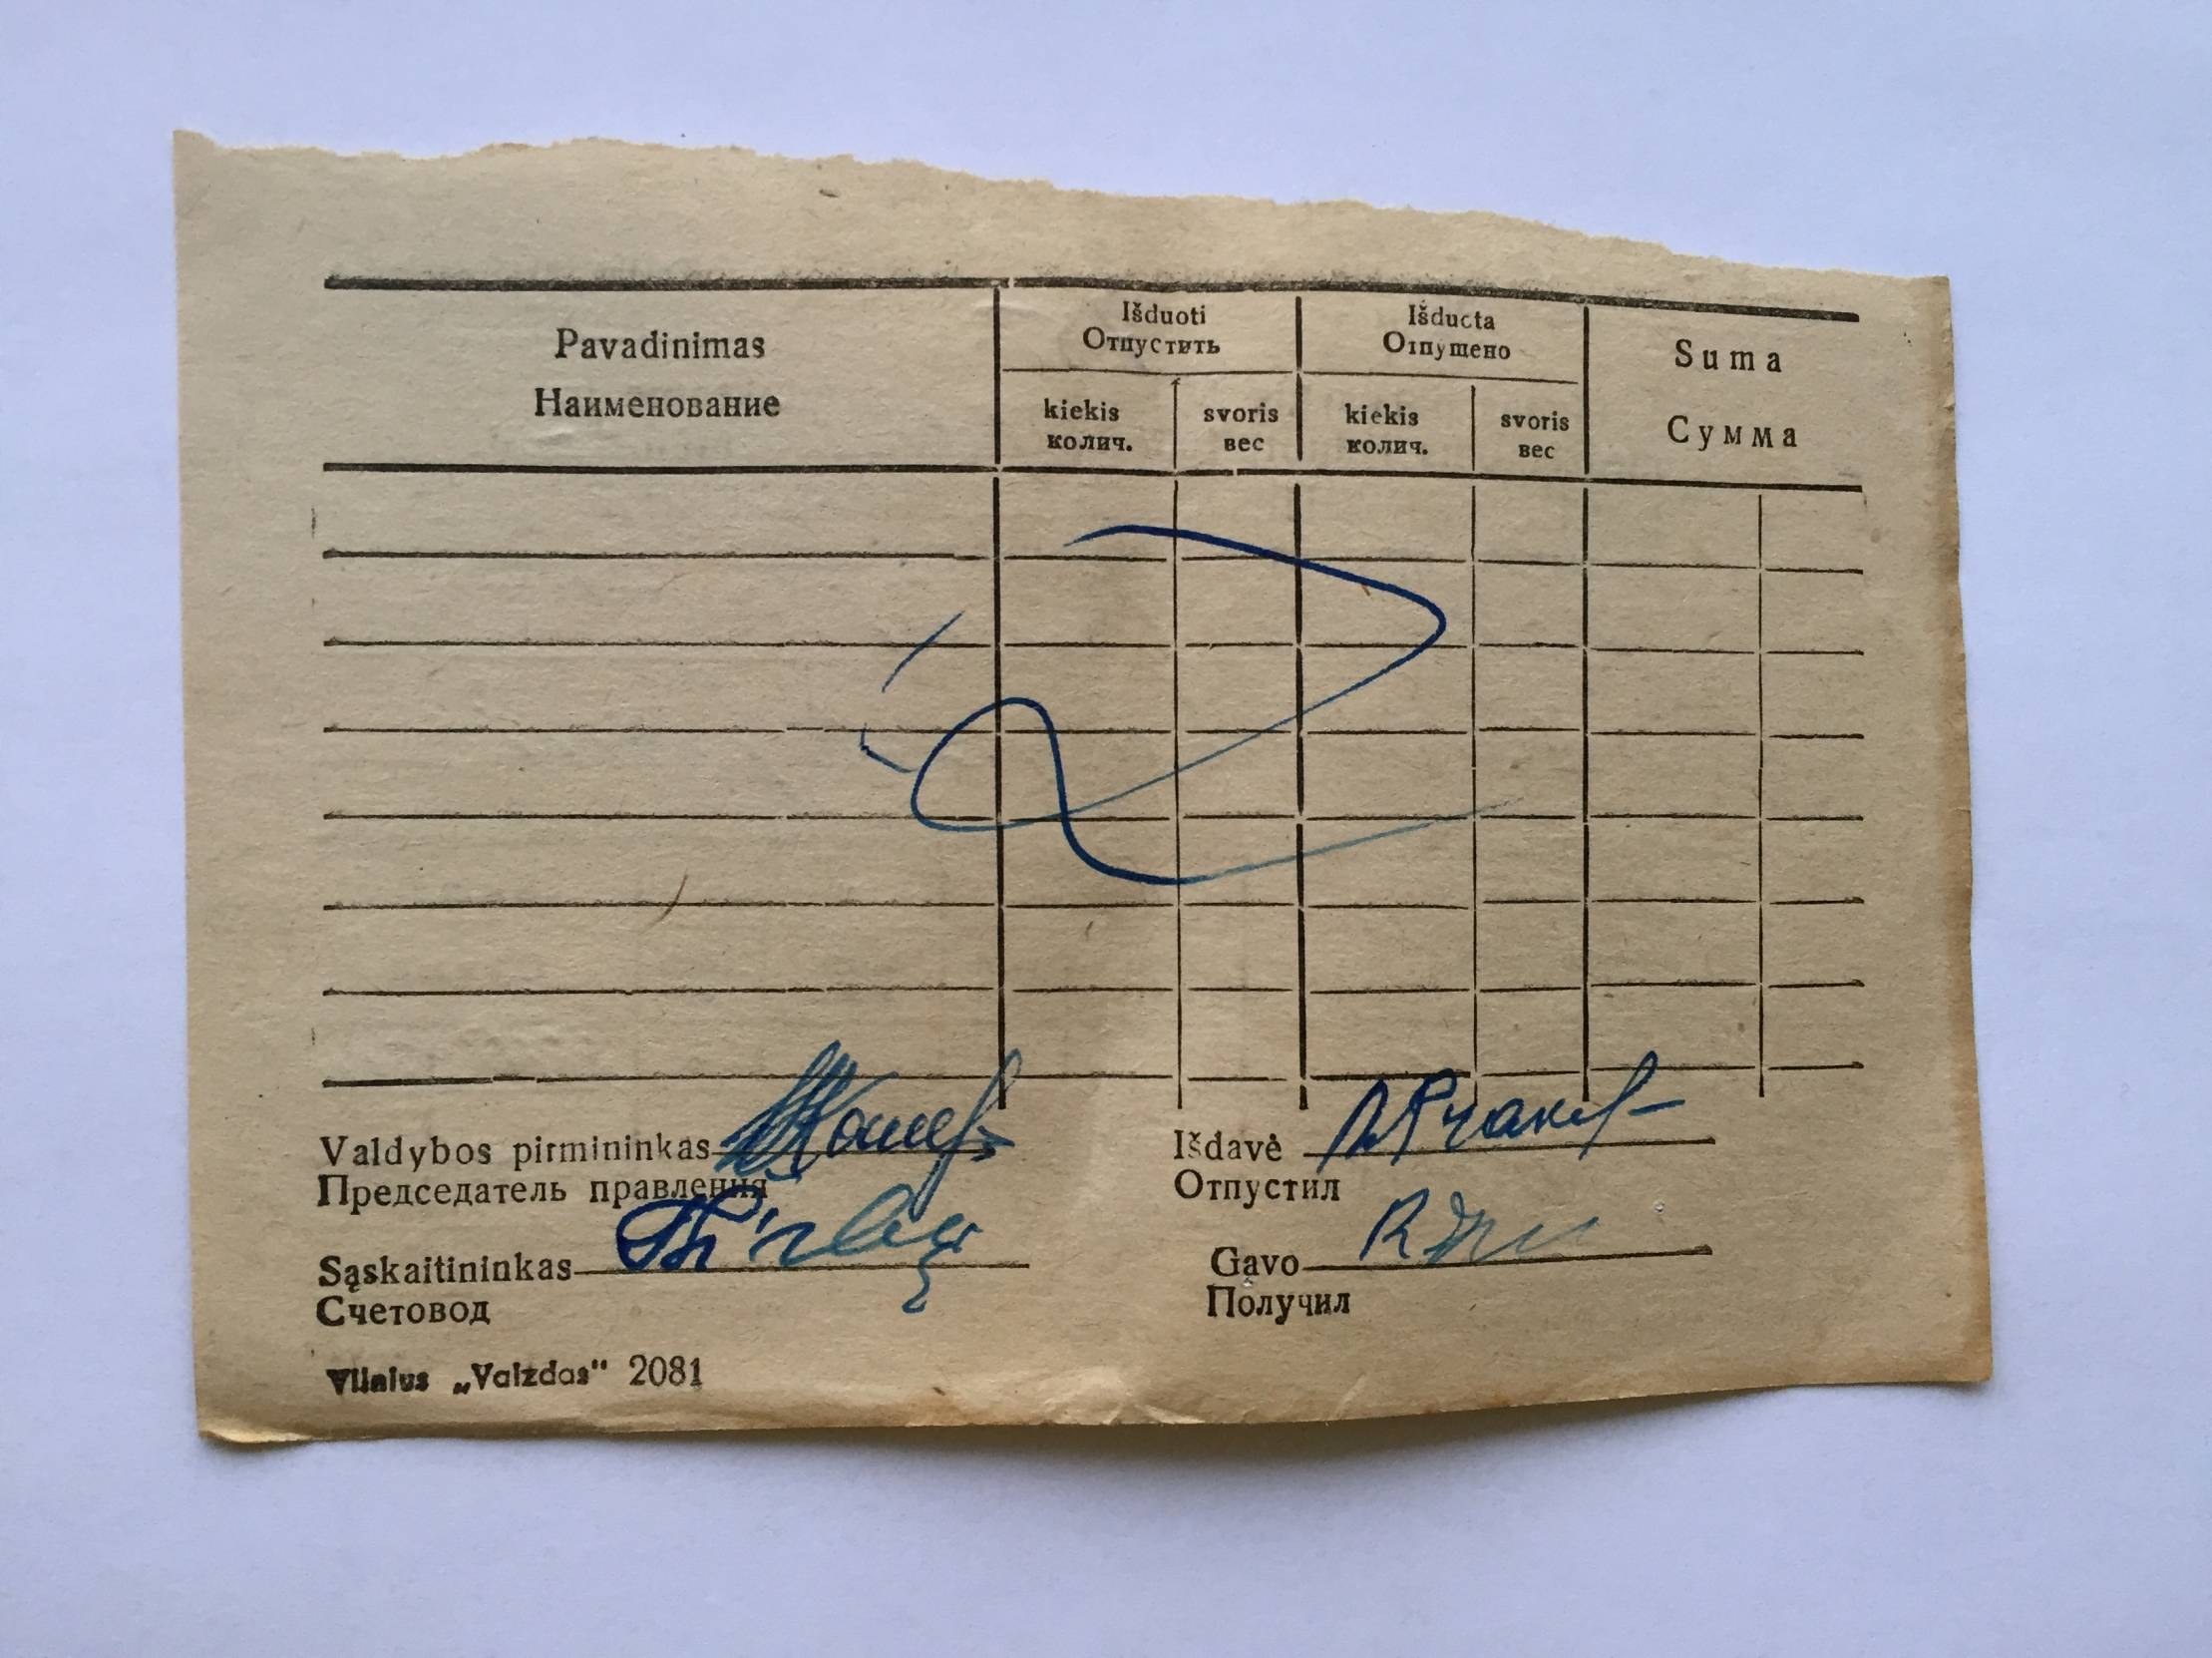 Pavadinimas
Наименование
Išduoti
Отпустить
Išducta
Отпушено
Suma
Сумма
kiekis
колич.
svoris
вес
kiekis
колич.
svoris
вес
Valdybos pirmininkas
Председатель правления
Išdavė
Отпустил
Sąskaitininkas
Счетовод
Gavo
Получил
Vilnius „Vaizdas" 2081